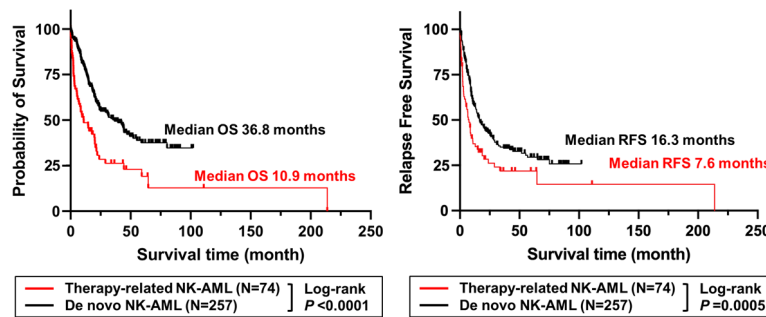 Probability of Survival
100
75
50
25
0
Median OS 36.8 months
Median OS 10.9 months
0 50 100 150 200 250
Survival time (month)
Therapy-related NK-AML (N=74)
De novo NK-AML (N=257)
Log-rank
P <0.0001
Relapse Free Survival
100
75
50
25
0
Median RFS 16.3 months
Median RFS 7.6 months
0 50 100 150 200 250
Survival time (month)
Therapy-related NK-AML (N=74)
De novo NK-AML (N=257)
Log-rank
P =0.0005